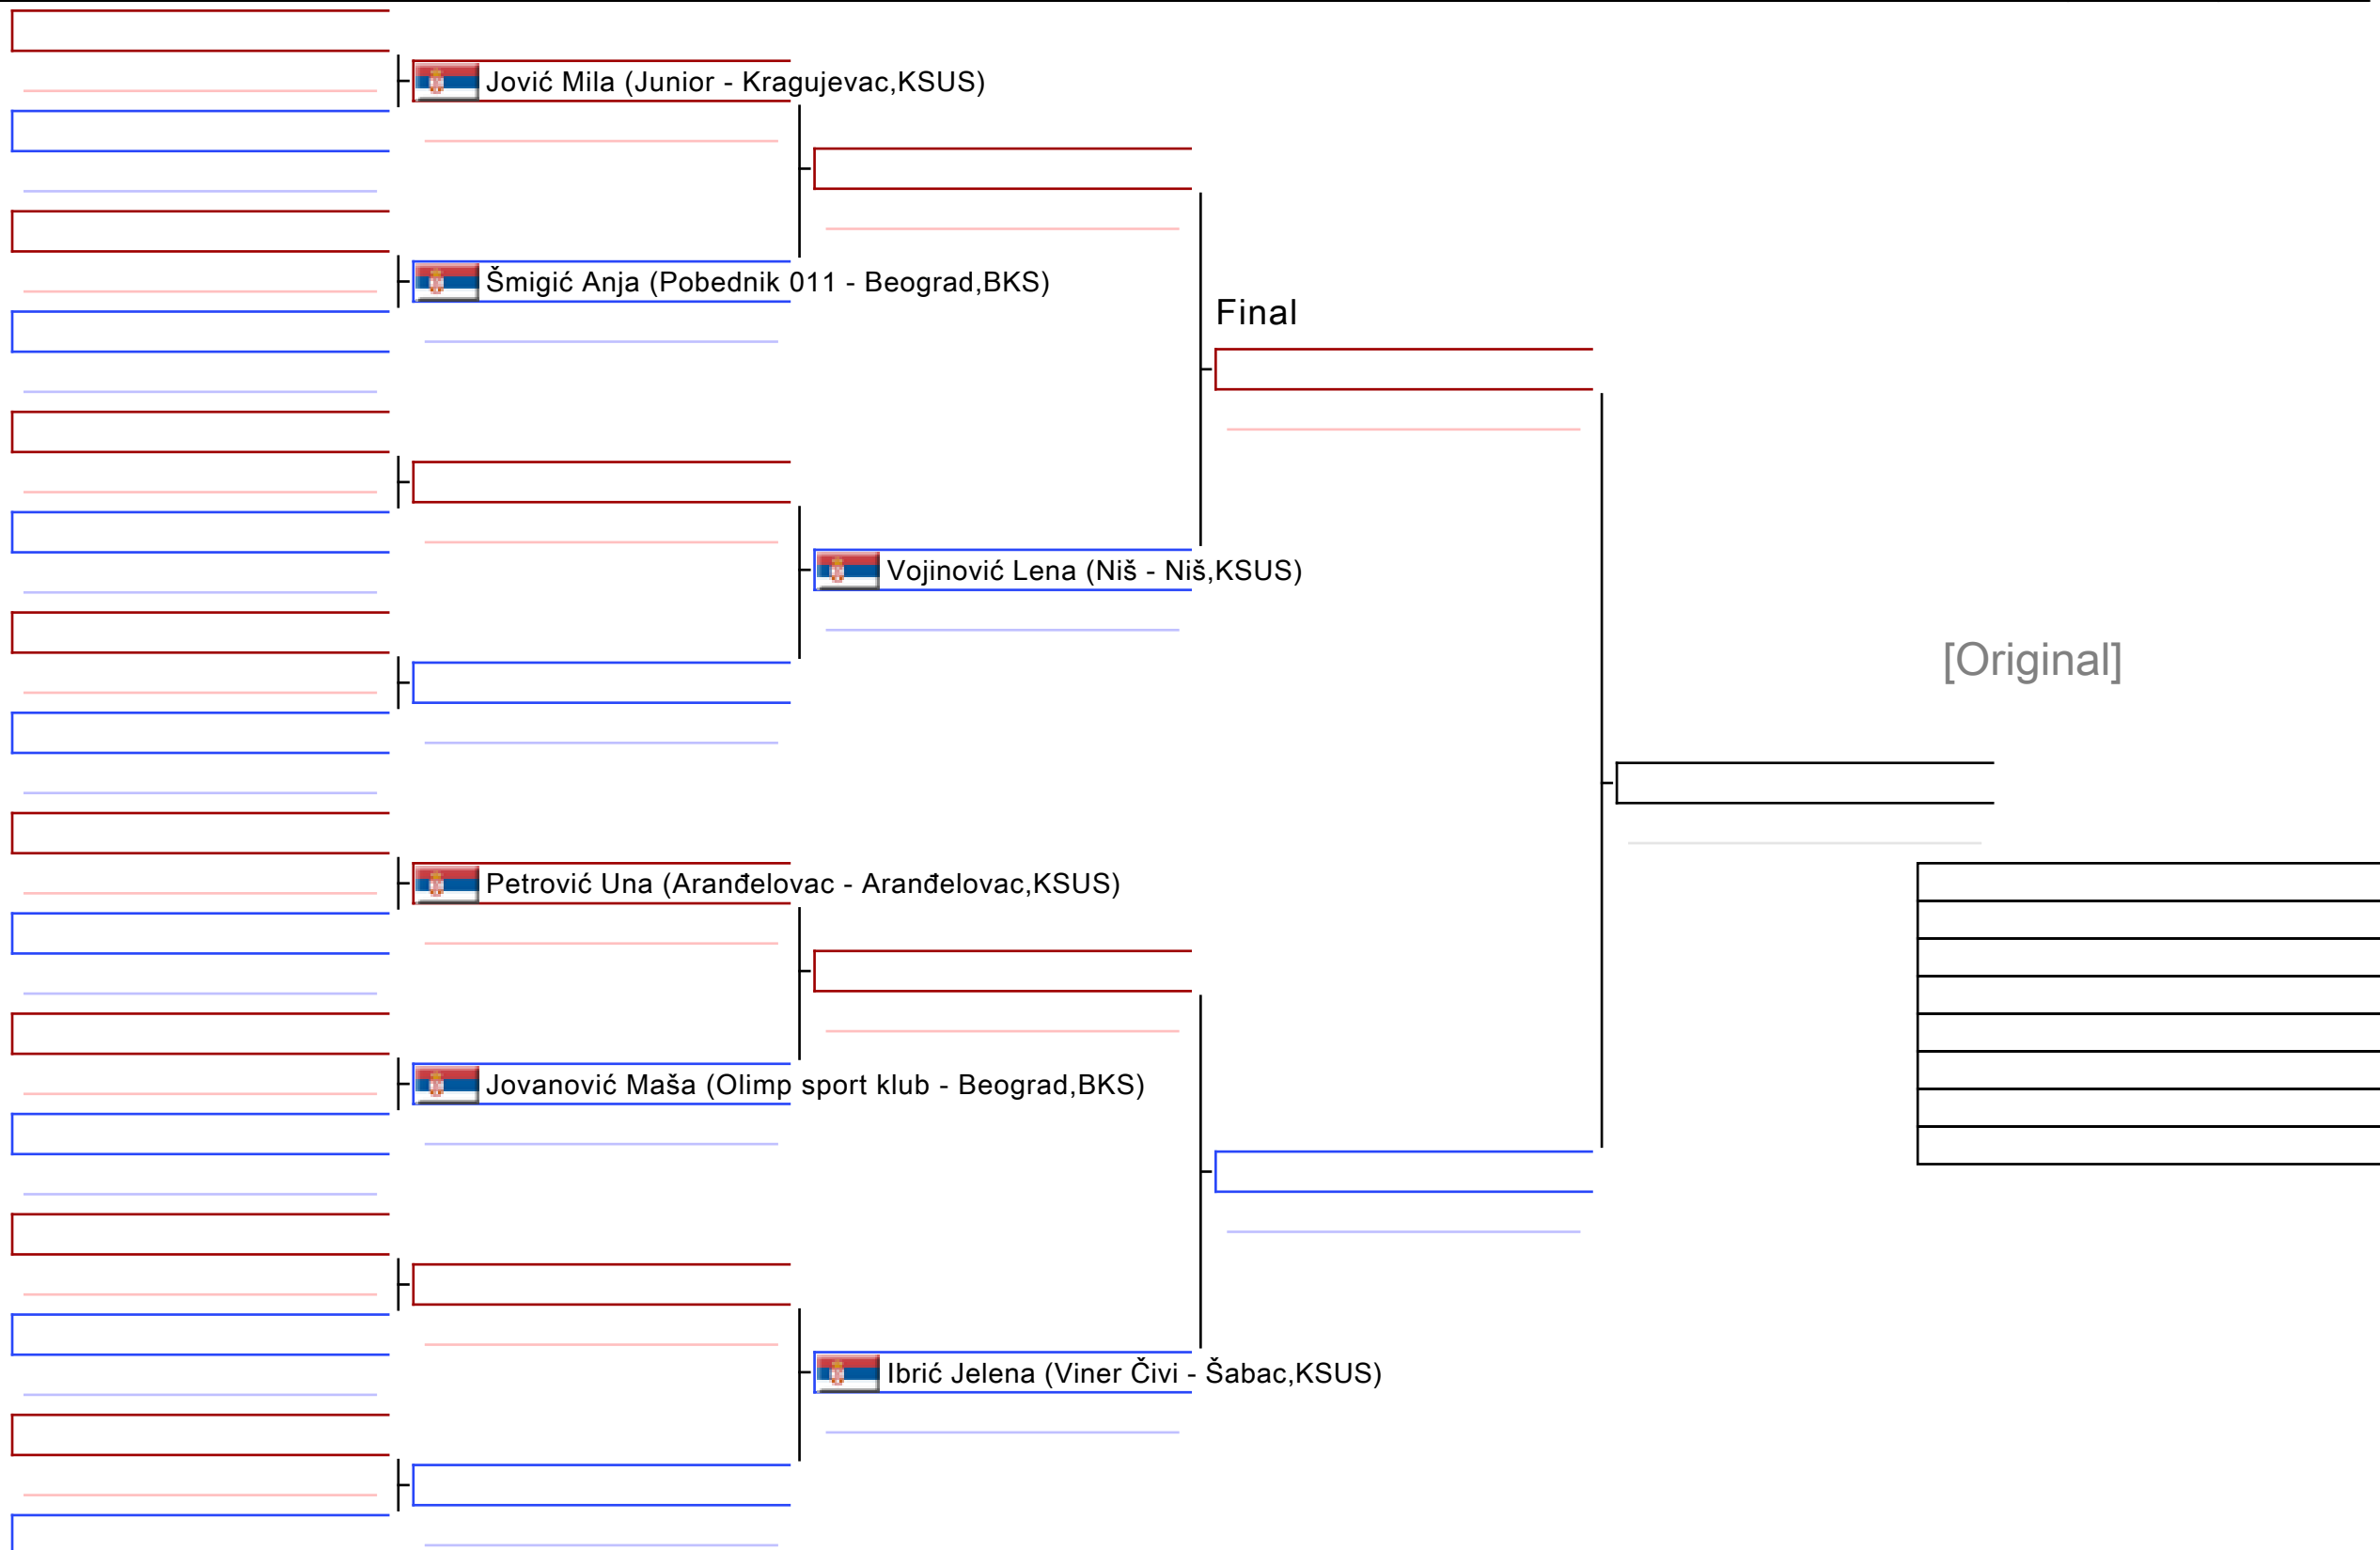 Jović Mila (Junior - Kragujevac,KSUS)
Šmigić Anja (Pobednik 011 - Beograd,BKS)
Final
Vojinović Lena (Niš - Niš,KSUS)
[Original]
Petrović Una (Aranđelovac - Aranđelovac,KSUS)
Jovanović Maša (Olimp sport klub - Beograd,BKS)
Ibrić Jelena (Viner Čivi - Šabac,KSUS)